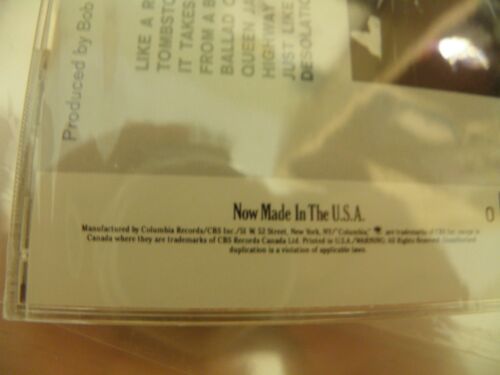 Produced by Bob
LIKE A R
TOMBSTO
IT TAKES
FROM A B
BALLAD O
QUEEN JA
HIGHWAY
JUST LIKE
DESOLATIO
Now Made In The U.S.A.
0
Manufactured by Columbia Records/CBS Inc./51 W 52 Street, New York, NY/"Columbia," are trademarks of CBS Inc. except in
Canada where they are trademarks of CBS Records Canada Ltd. Printed in U.S.A./WARNING: All Rights Reserved. Unauthorized
duplication is a violation of applicable laws.